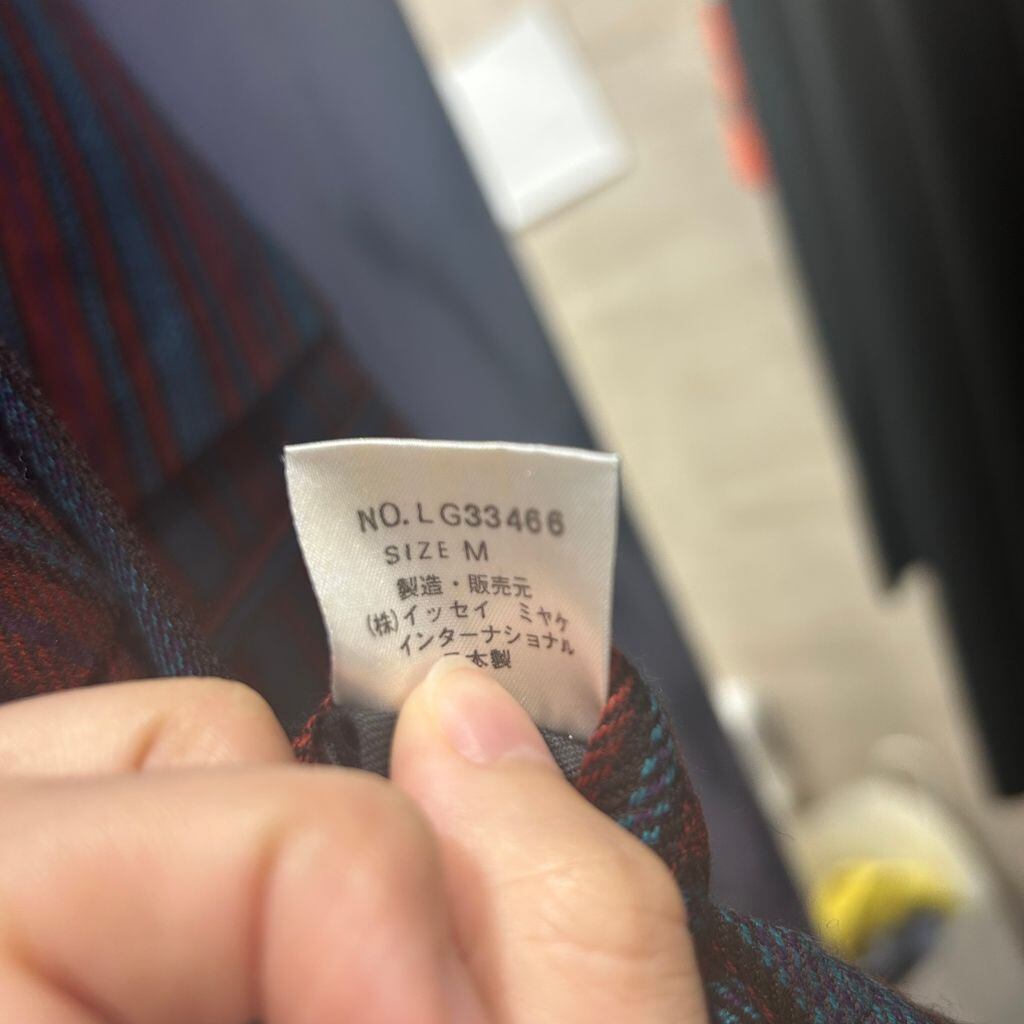 NO.LG33466
SIZE M
製造・販売元
(株)イッセイ ミヤケ
インターナショナル
本製